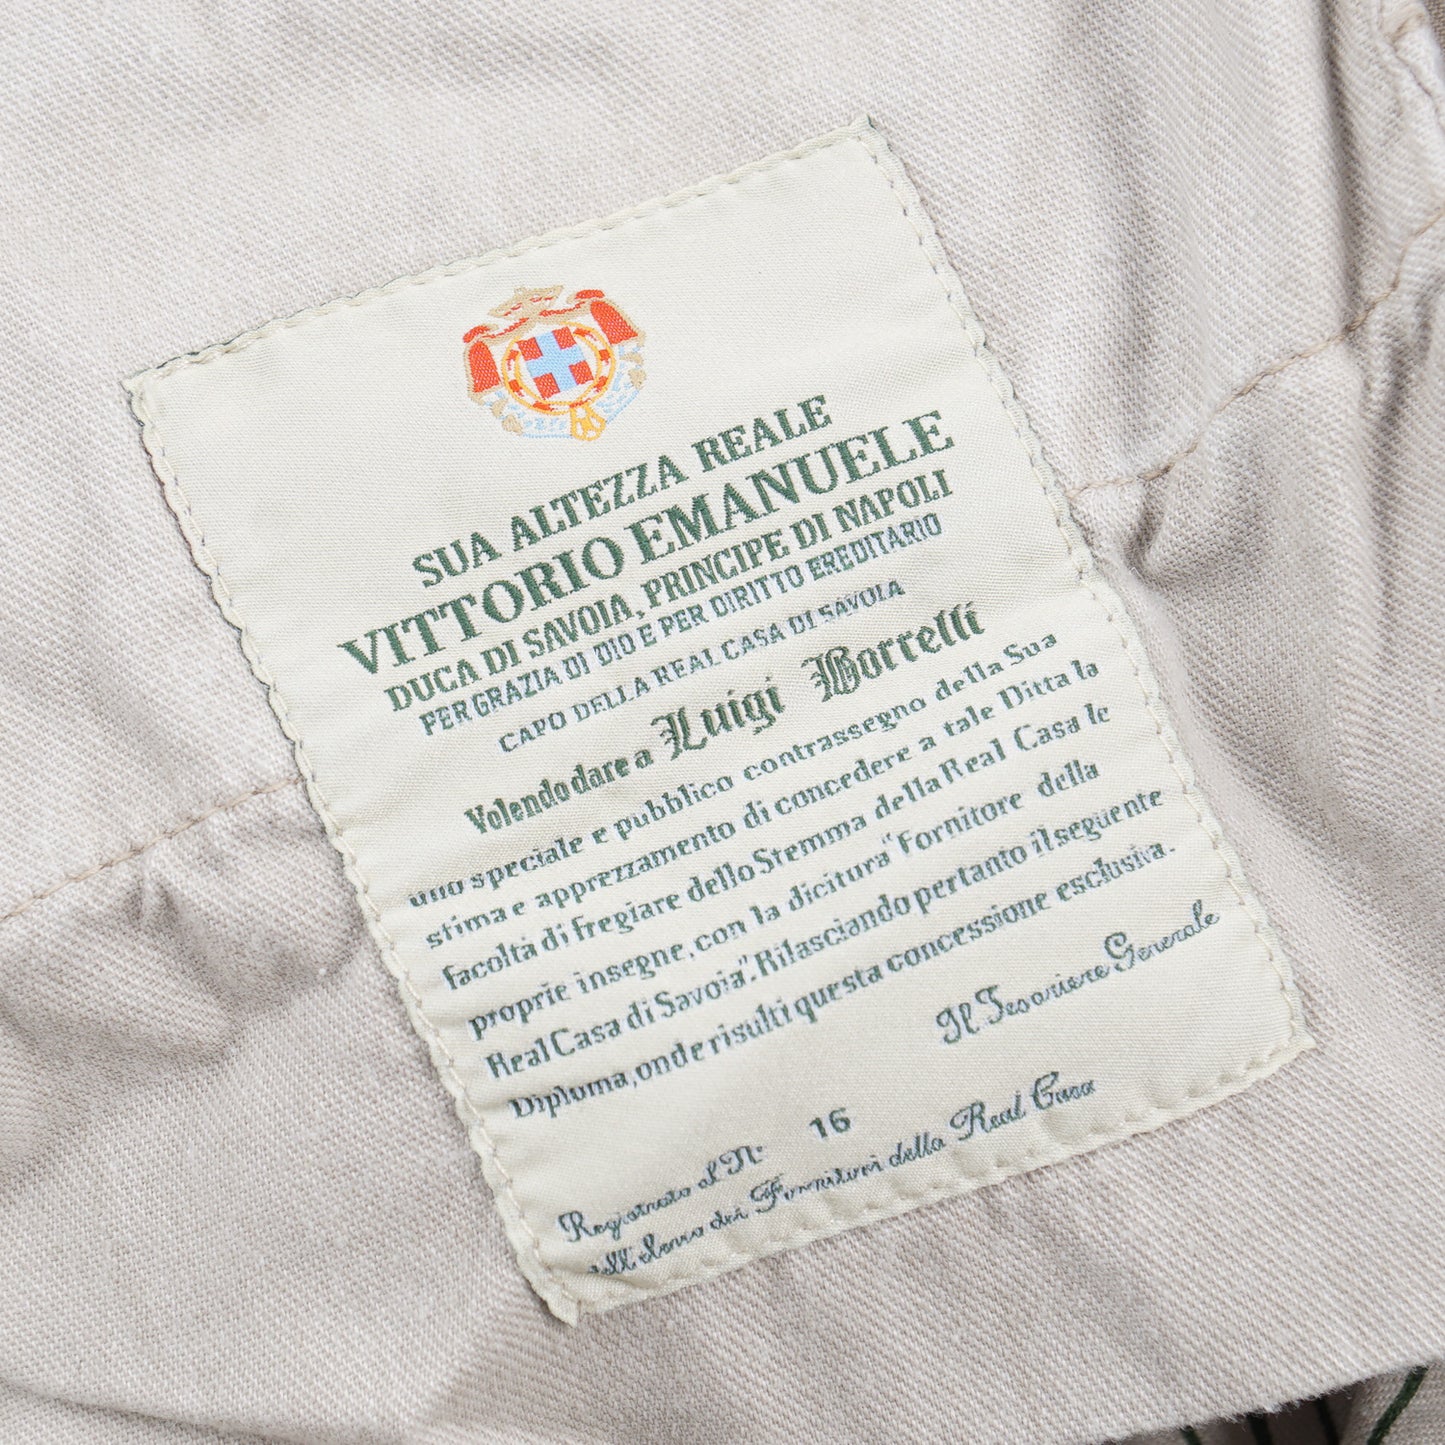 SUA ALTEZZA REALE
VITTORIO EMANUELE
DUCA DI SAVOIA, PRINCIPE DI NAPOLI
PER GRAZIA DI DIO E PER DIRITTO EREDITARIO
CAPO DELLA REAL CASA DI SAVOIA
Volendo dare a Luigi Borrelli
uno speciale e pubblico contrassegno della Sua
stima e apprezzamento di concedere a tale Ditta la
facoltà di fregiare dello Stemma della Real Casa le
proprie insegne, con la dicitura "Fornitore della
Real Casa di Savoia". Rilasciando pertanto il seguente
Diploma, onde risulti questa concessione esclusiva.
Il Tesoriere Generale
Registrato al N: 16
dei Fornitori della Real Casa